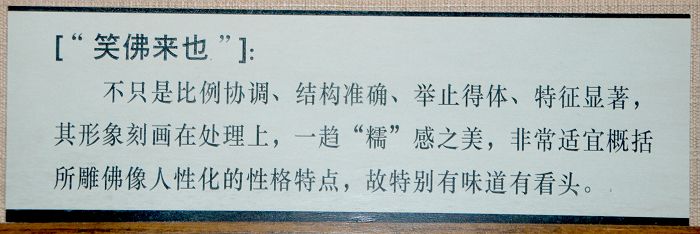 [“笑佛来也”]:
不只是比例协调、结构准确、举止得体、特征显著，
其形象刻画在处理上，一趋“糯”感之美，非常适宜概括
所雕佛像人性化的性格特点，故特别有味道有看头。